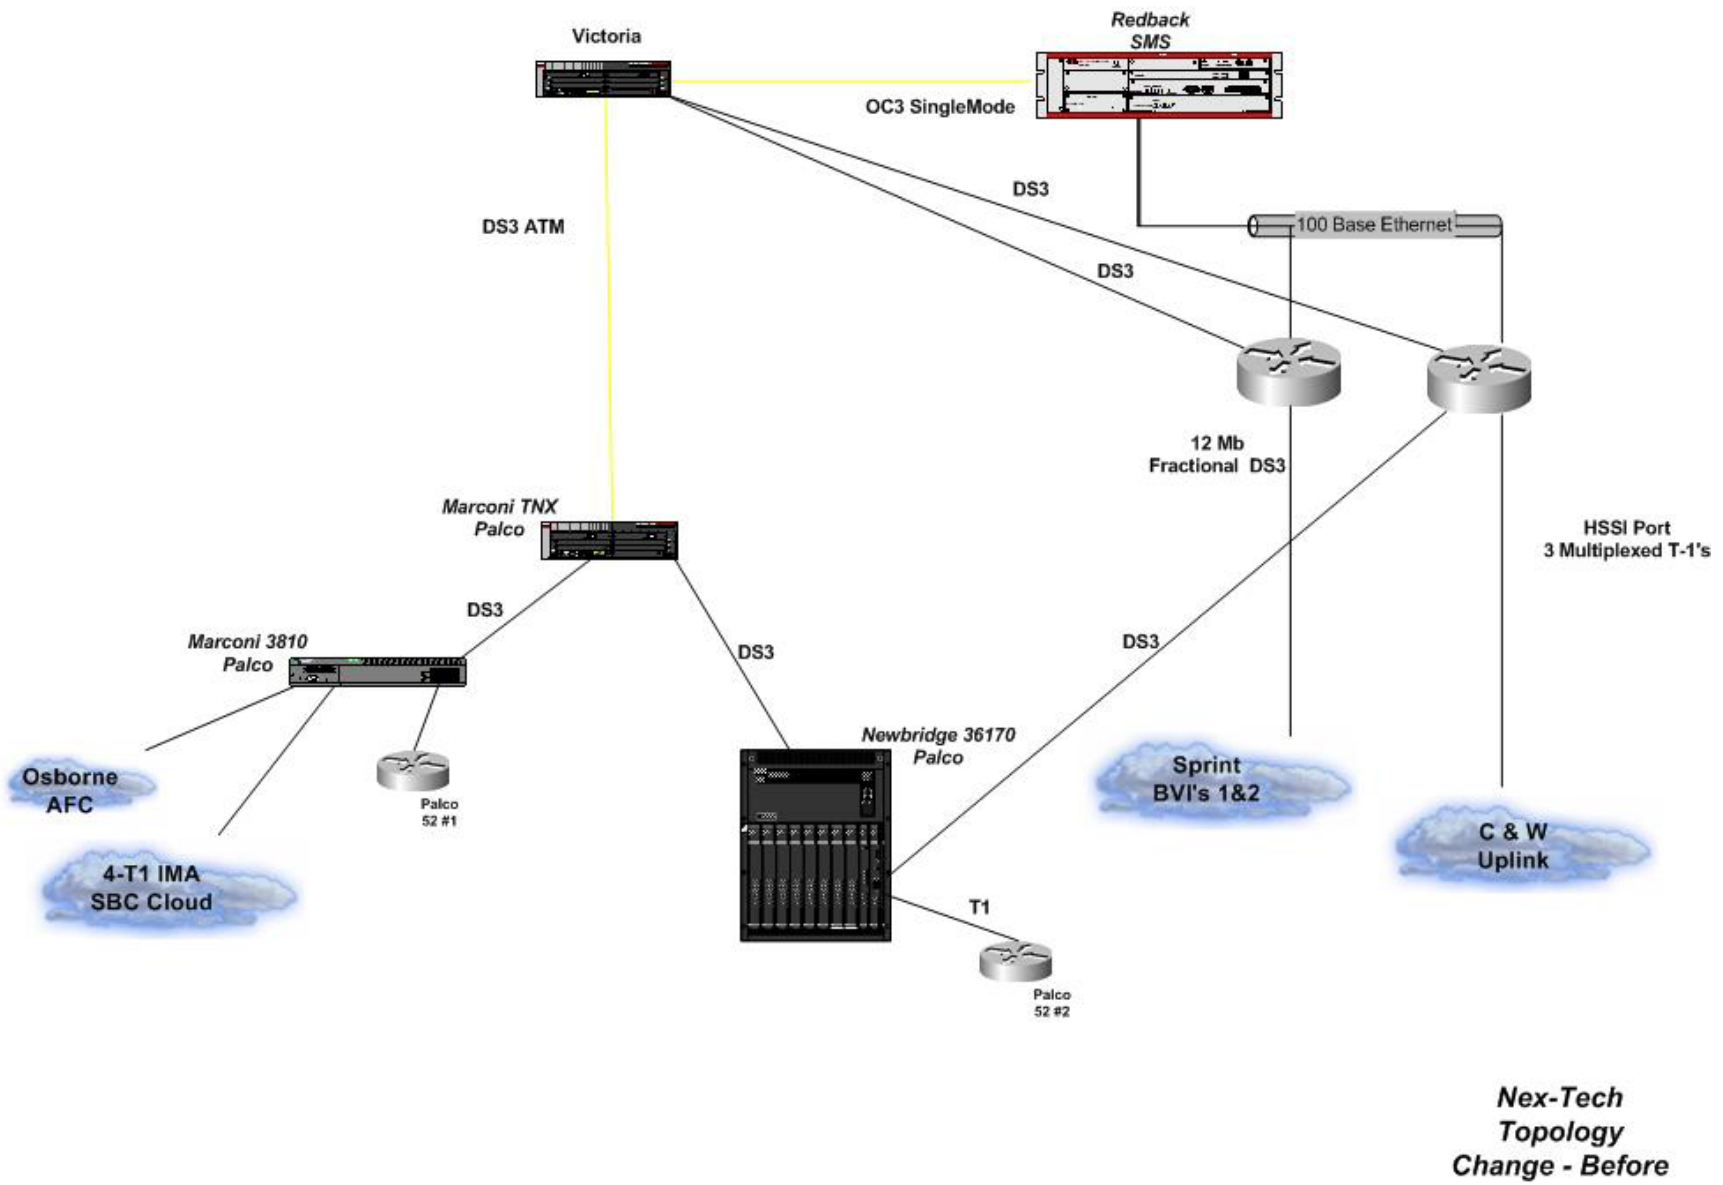 Victoria
Redback
SMS
OC3 SingleMode
DS3
DS3 ATM
100 Base Ethernet
DS3
12 Mb
Fractional DS3
Marconi TNX
Palco
HSSI Port
3 Multiplexed T-1's
DS3
Marconi 3810
Palco
DS3
DS3
Newbridge 36170
Palco
Osborne
AFC
Palco
52 #1
Sprint
BVI's 1&2
C & W
Uplink
4-T1 IMA
SBC Cloud
T1
Palco
52 #2
Nex-Tech
Topology
Change - Before